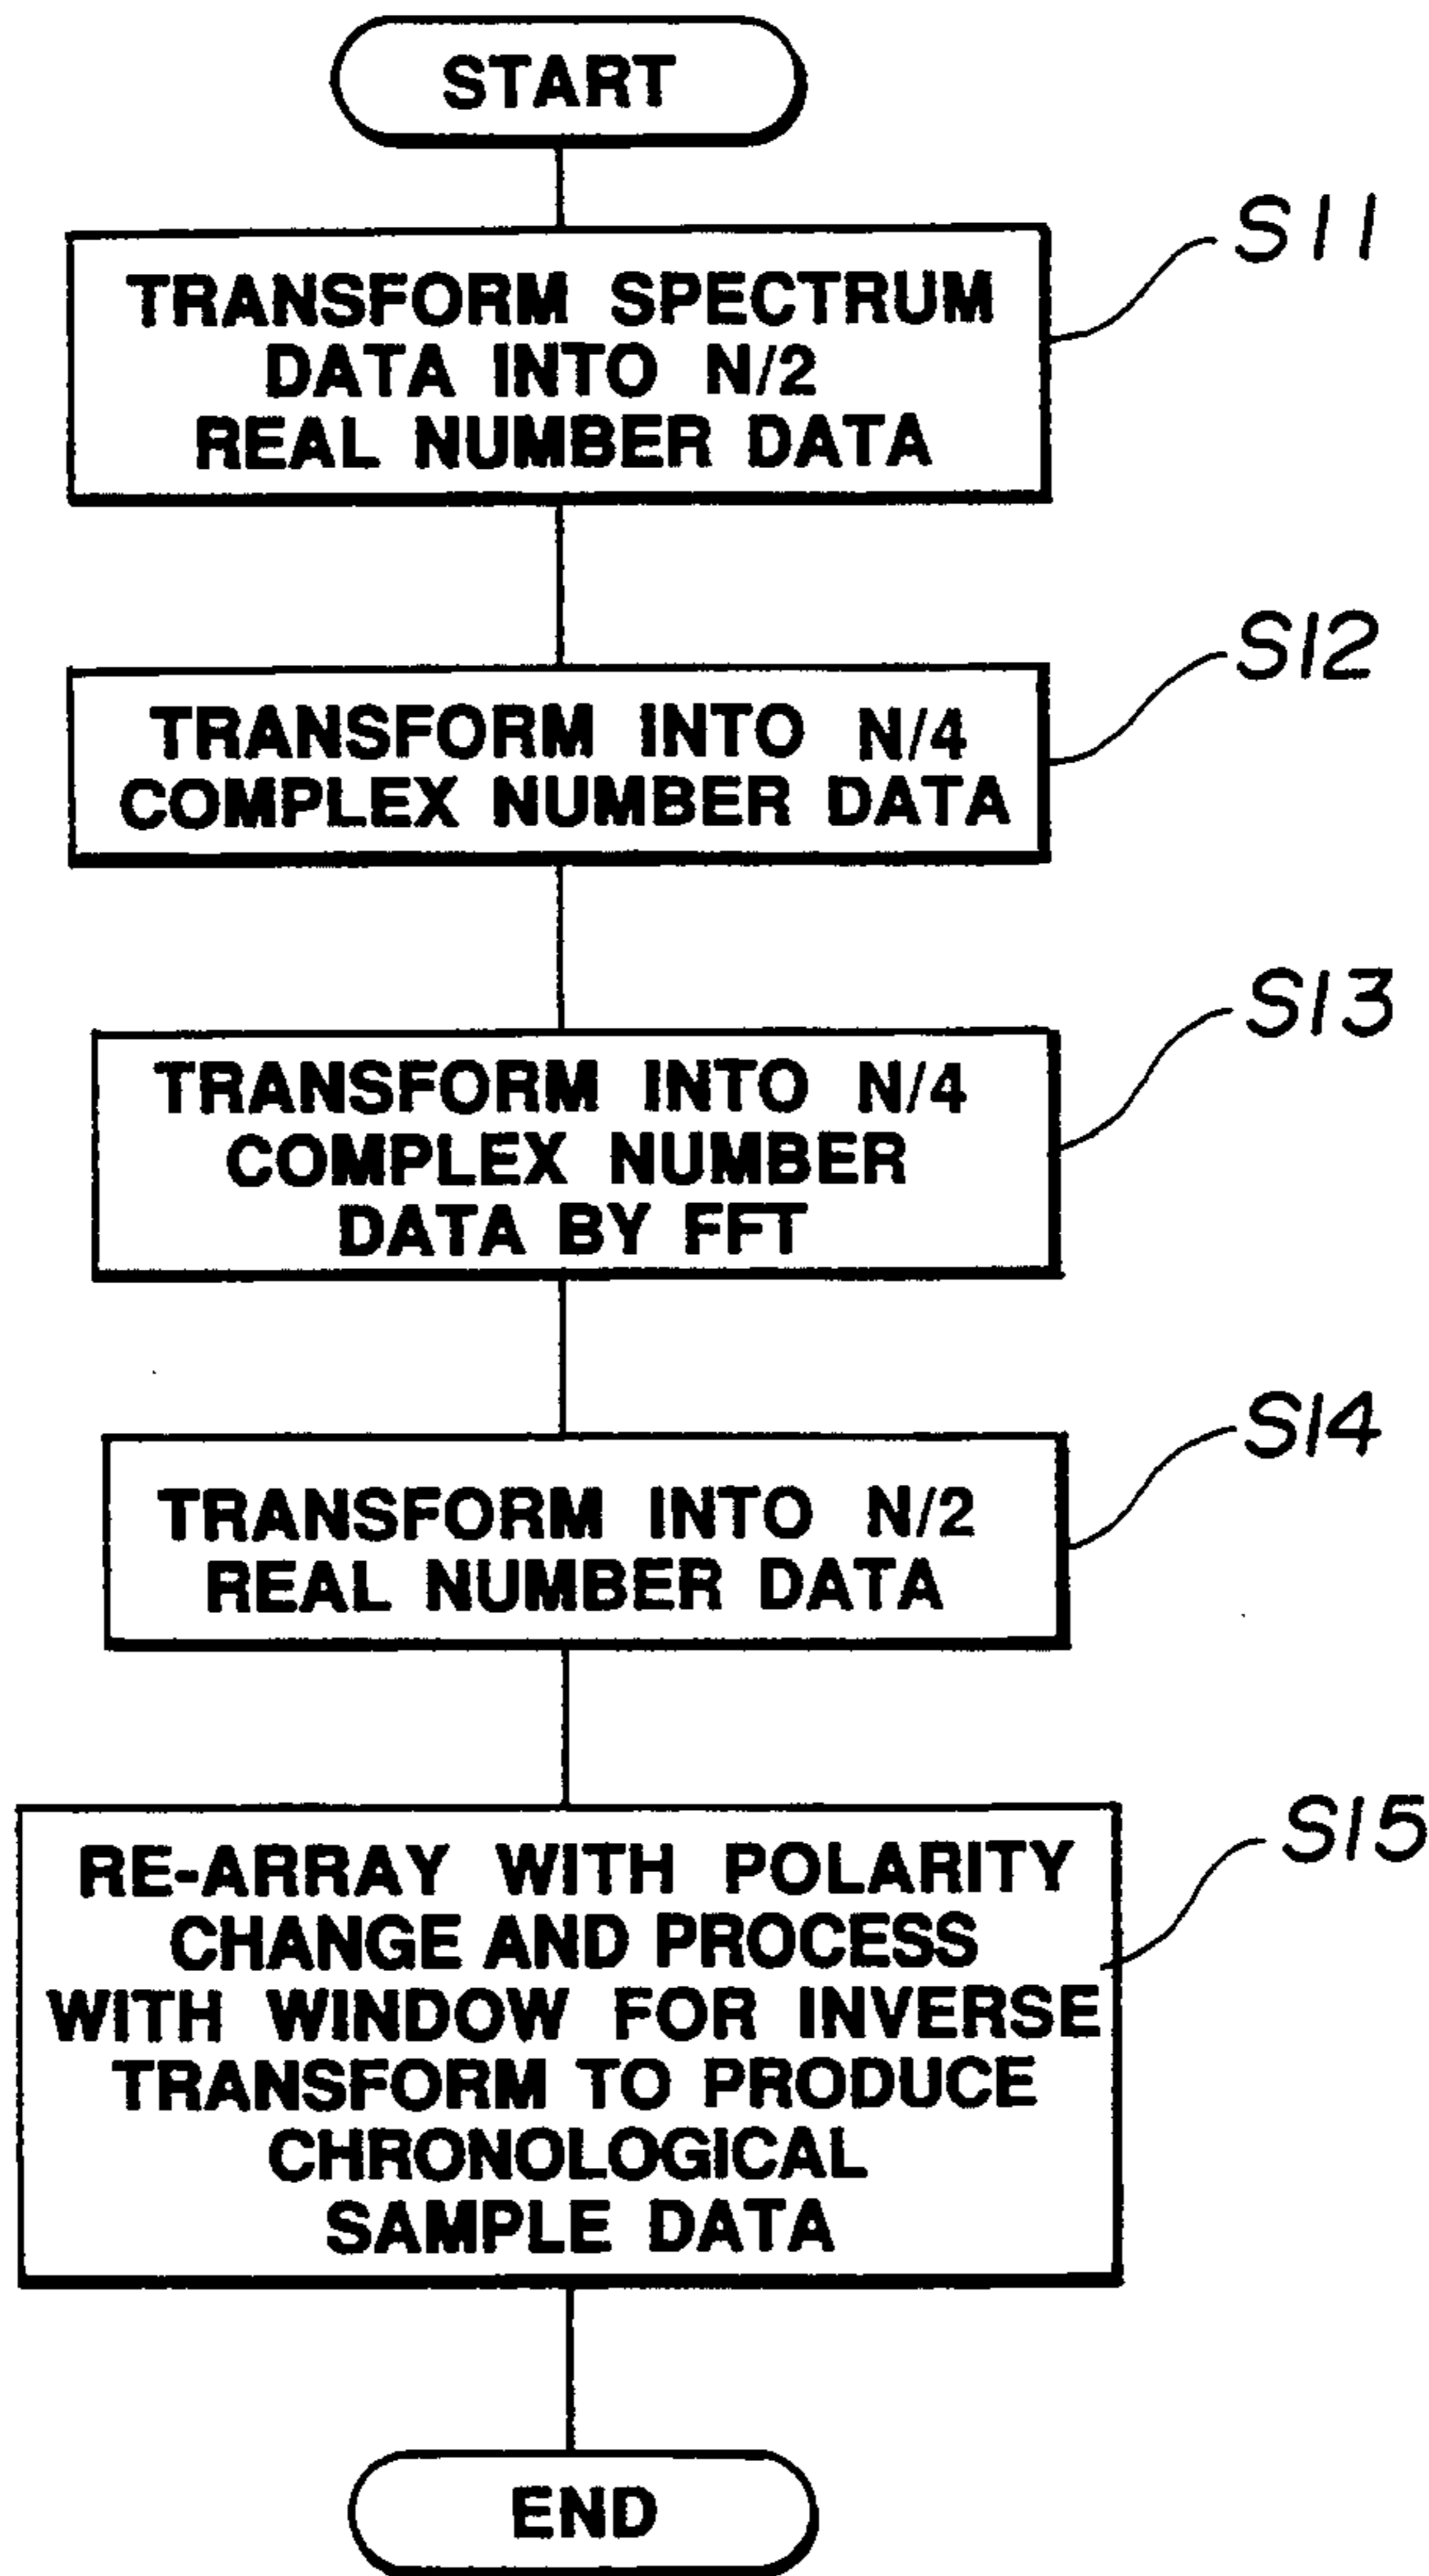 START
S11
TRANSFORM SPECTRUM
DATA INTO N/2
REAL NUMBER DATA
S12
TRANSFORM INTO N/4
COMPLEX NUMBER DATA
S13
TRANSFORM INTO N/4
COMPLEX NUMBER
DATA BY FFT
S14
TRANSFORM INTO N/2
REAL NUMBER DATA
S15
RE-ARRAY WITH POLARITY
CHANGE AND PROCESS
WITH WINDOW FOR INVERSE
TRANSFORM TO PRODUCE
CHRONOLOGICAL
SAMPLE DATA
END